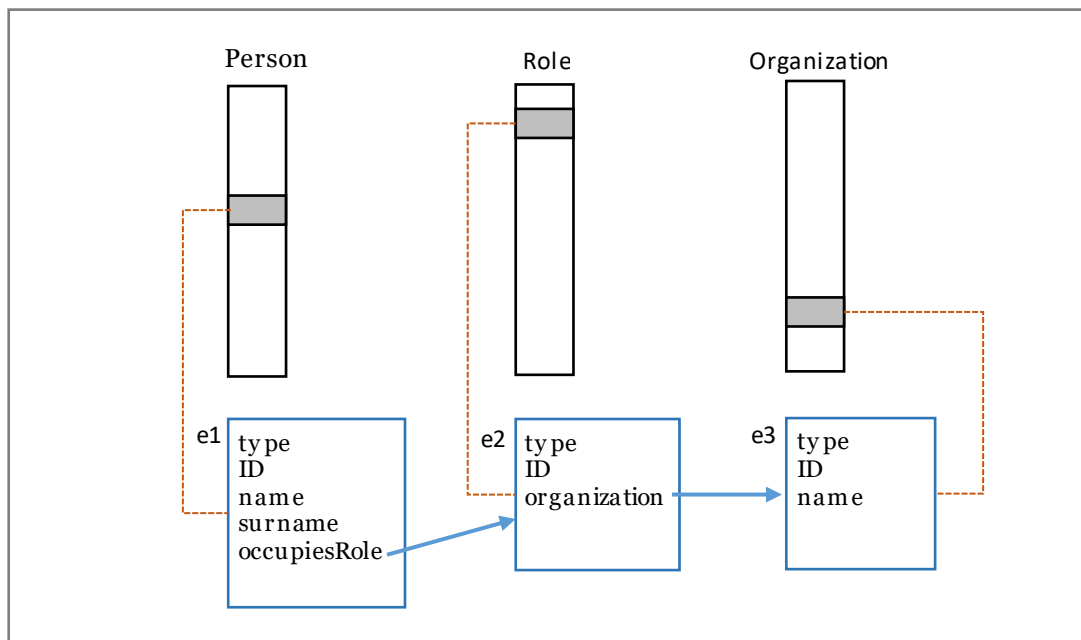 Person
Role
Organization
e1
type
ID
name
surname
occupiesRole
e2
type
ID
organization
e3
type
ID
name